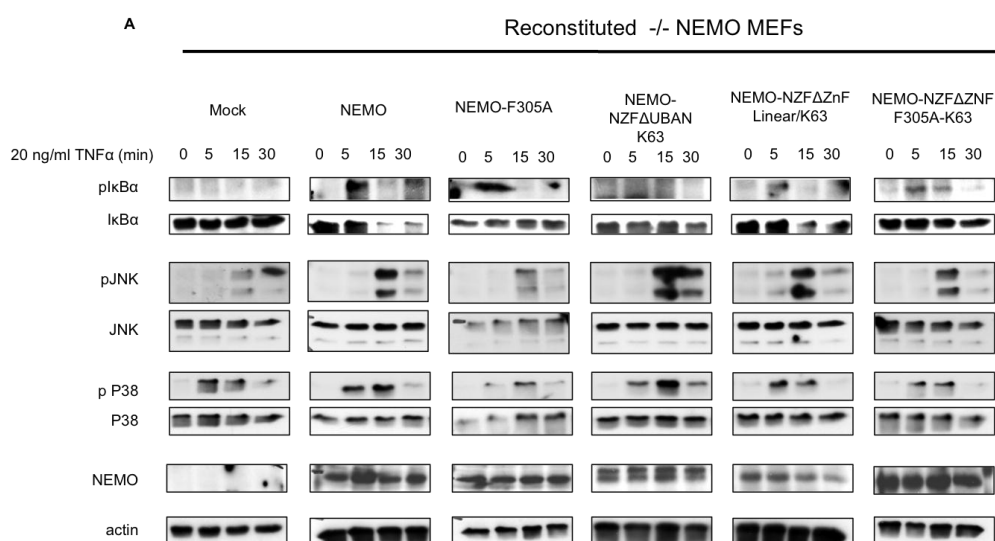 A
Reconstituted -/- NEMO MEFs
Mock
NEMO
NEMO-F305A
NEMO-
NZFΔUBAN
K63
NEMO-NZFΔZnF
Linear/K63
NEMO-NZFΔZNF
F305A-K63
20 ng/ml TNFα (min) 0 5 15 30 0 5 15 30 0 5 15 30 0 5 15 30 0 5 15 30 0 5 15 30
pIκBα
IκBα
pJNK
JNK
p P38
P38
NEMO
actin